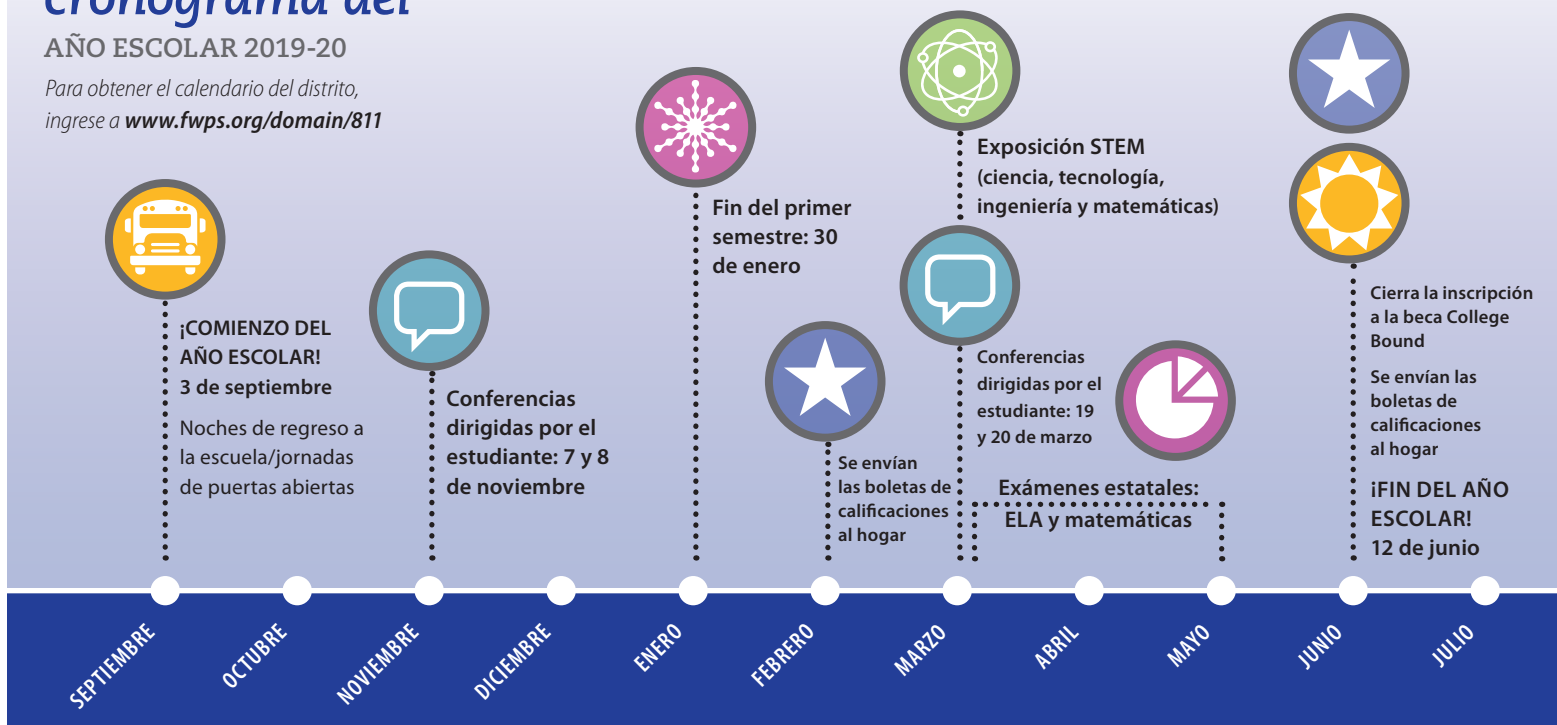 cronograma del
AÑO ESCOLAR 2019-20
Para obtener el calendario del distrito,
ingrese a www.fwps.org/domain/811
¡COMIENZO DEL
AÑO ESCOLAR!
3 de septiembre
Noches de regreso a
la escuela/jornadas
de puertas abiertas
Conferencias
dirigidas por el
estudiante: 7 y 8
de noviembre
Fin del primer
semestre: 30
de enero
Se envían
las boletas de
calificaciones
al hogar
Exposición STEM
(ciencia, tecnología,
ingeniería y matemáticas)
Conferencias
dirigidas por el
estudiante: 19
y 20 de marzo
Exámenes estatales:
ELA y matemáticas
Cierra la inscripción
a la beca College
Bound
Se envían las
boletas de
calificaciones
al hogar
¡FIN DEL AÑO
ESCOLAR!
12 de junio
SEPTIEMBRE
OCTUBRE
NOVIEMBRE
DICIEMBRE
ENERO
FEBRERO
MARZO
ABRIL
MAYO
JUNIO
JULIO